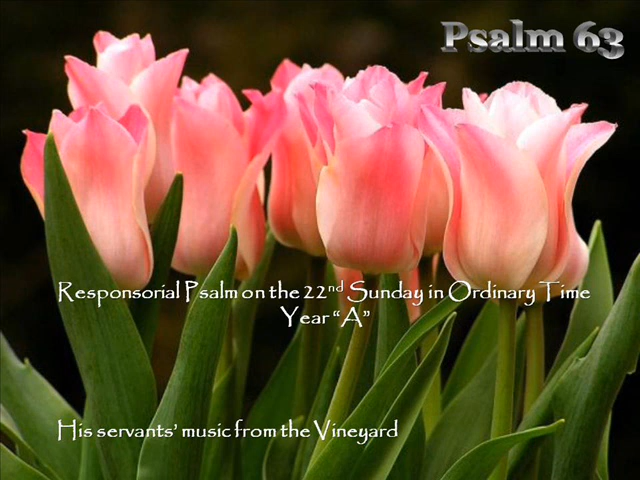 Psalm 63
Responsorial Psalm on the 22nd Sunday in Ordinary Time
Year “A”
His servants’ music from the Vineyard